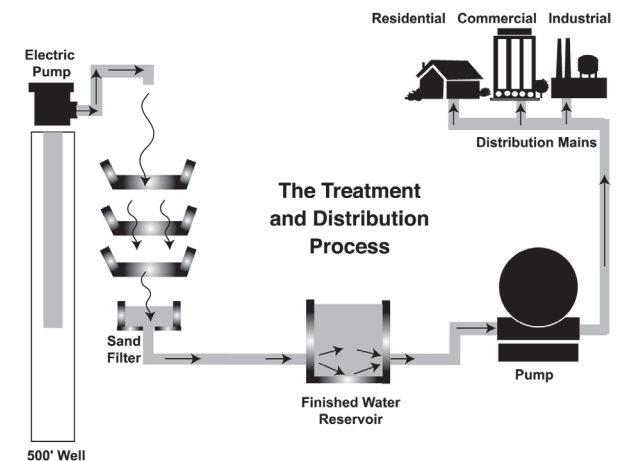 Residential Commercial Industrial
Electric
Pump
Distribution Mains
The Treatment
and Distribution
Process
Sand
Filter
Pump
Finished Water
Reservoir
500' Well